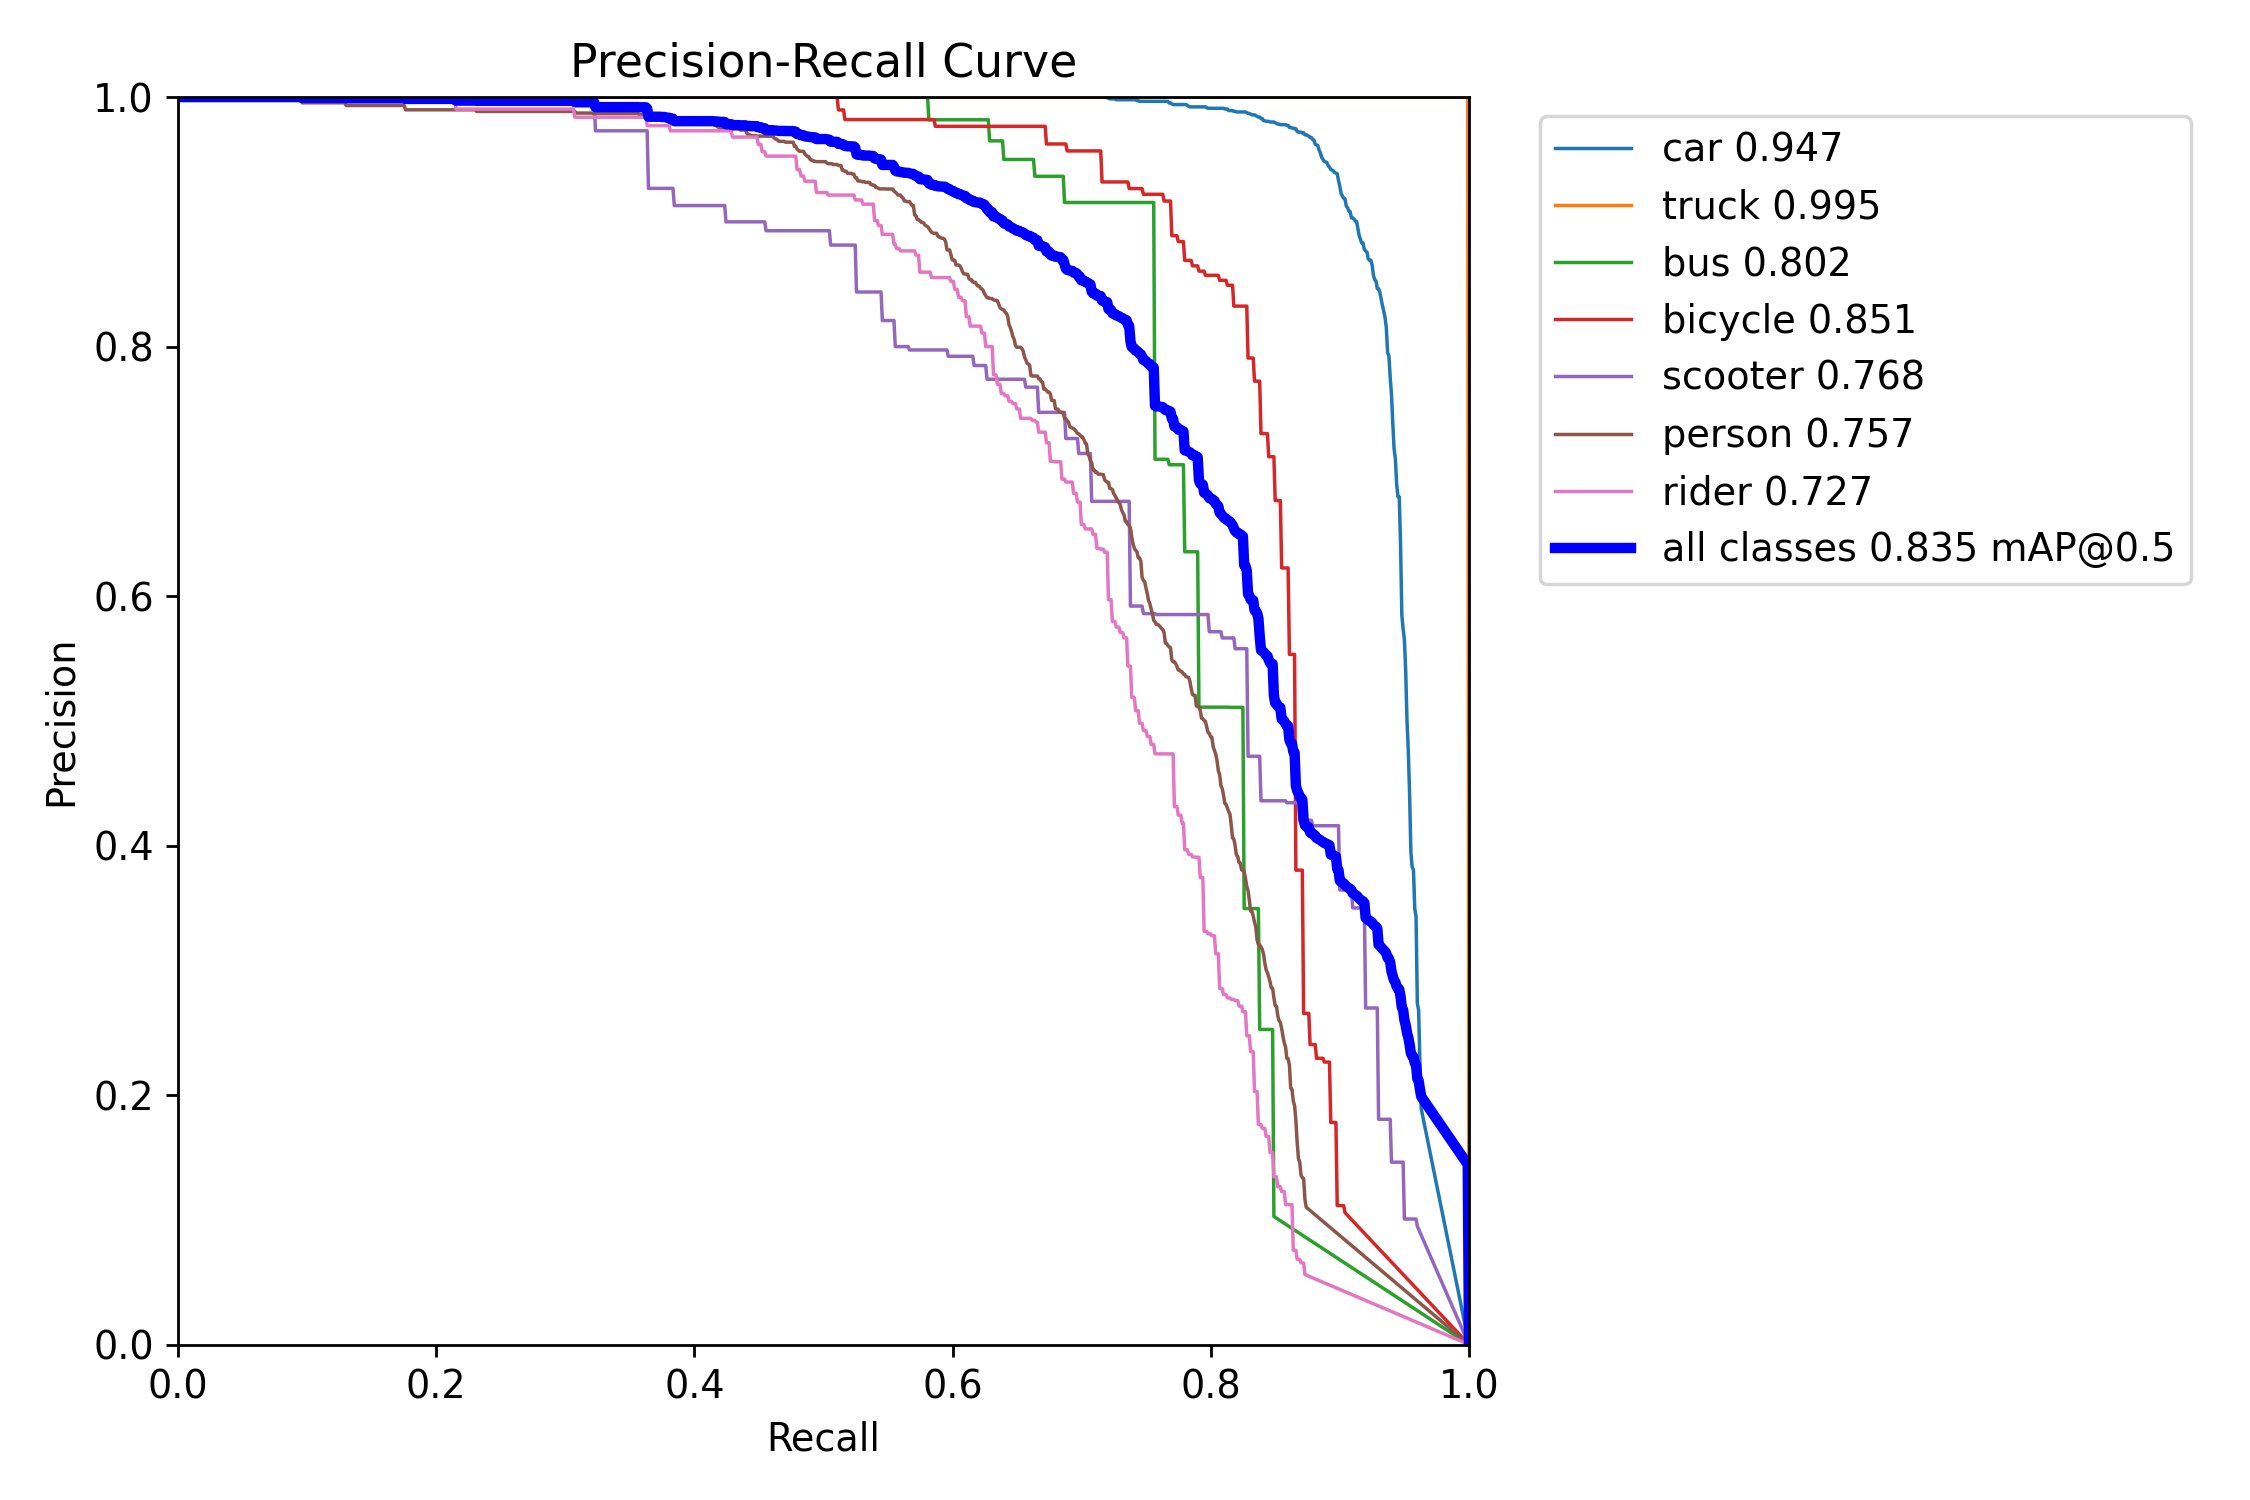 Precision-Recall Curve
1.0
0.8
0.6
0.4
0.2
0.0
Precision
0.0 0.2 0.4 0.6 0.8 1.0
Recall
car 0.947
truck 0.995
bus 0.802
bicycle 0.851
scooter 0.768
person 0.757
rider 0.727
all classes 0.835 mAP@0.5